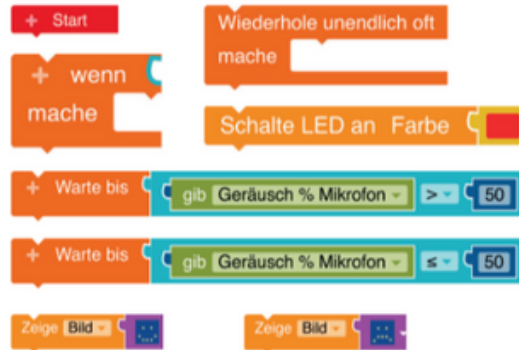 + Start
Wiederhole unendlich oft
mache
+ wenn
mache
Schalte LED an Farbe
+ Warte bis gib Geräusch % Mikrofon > 50
+ Warte bis gib Geräusch % Mikrofon ≤ 50
Zeige Bild
Zeige Bild